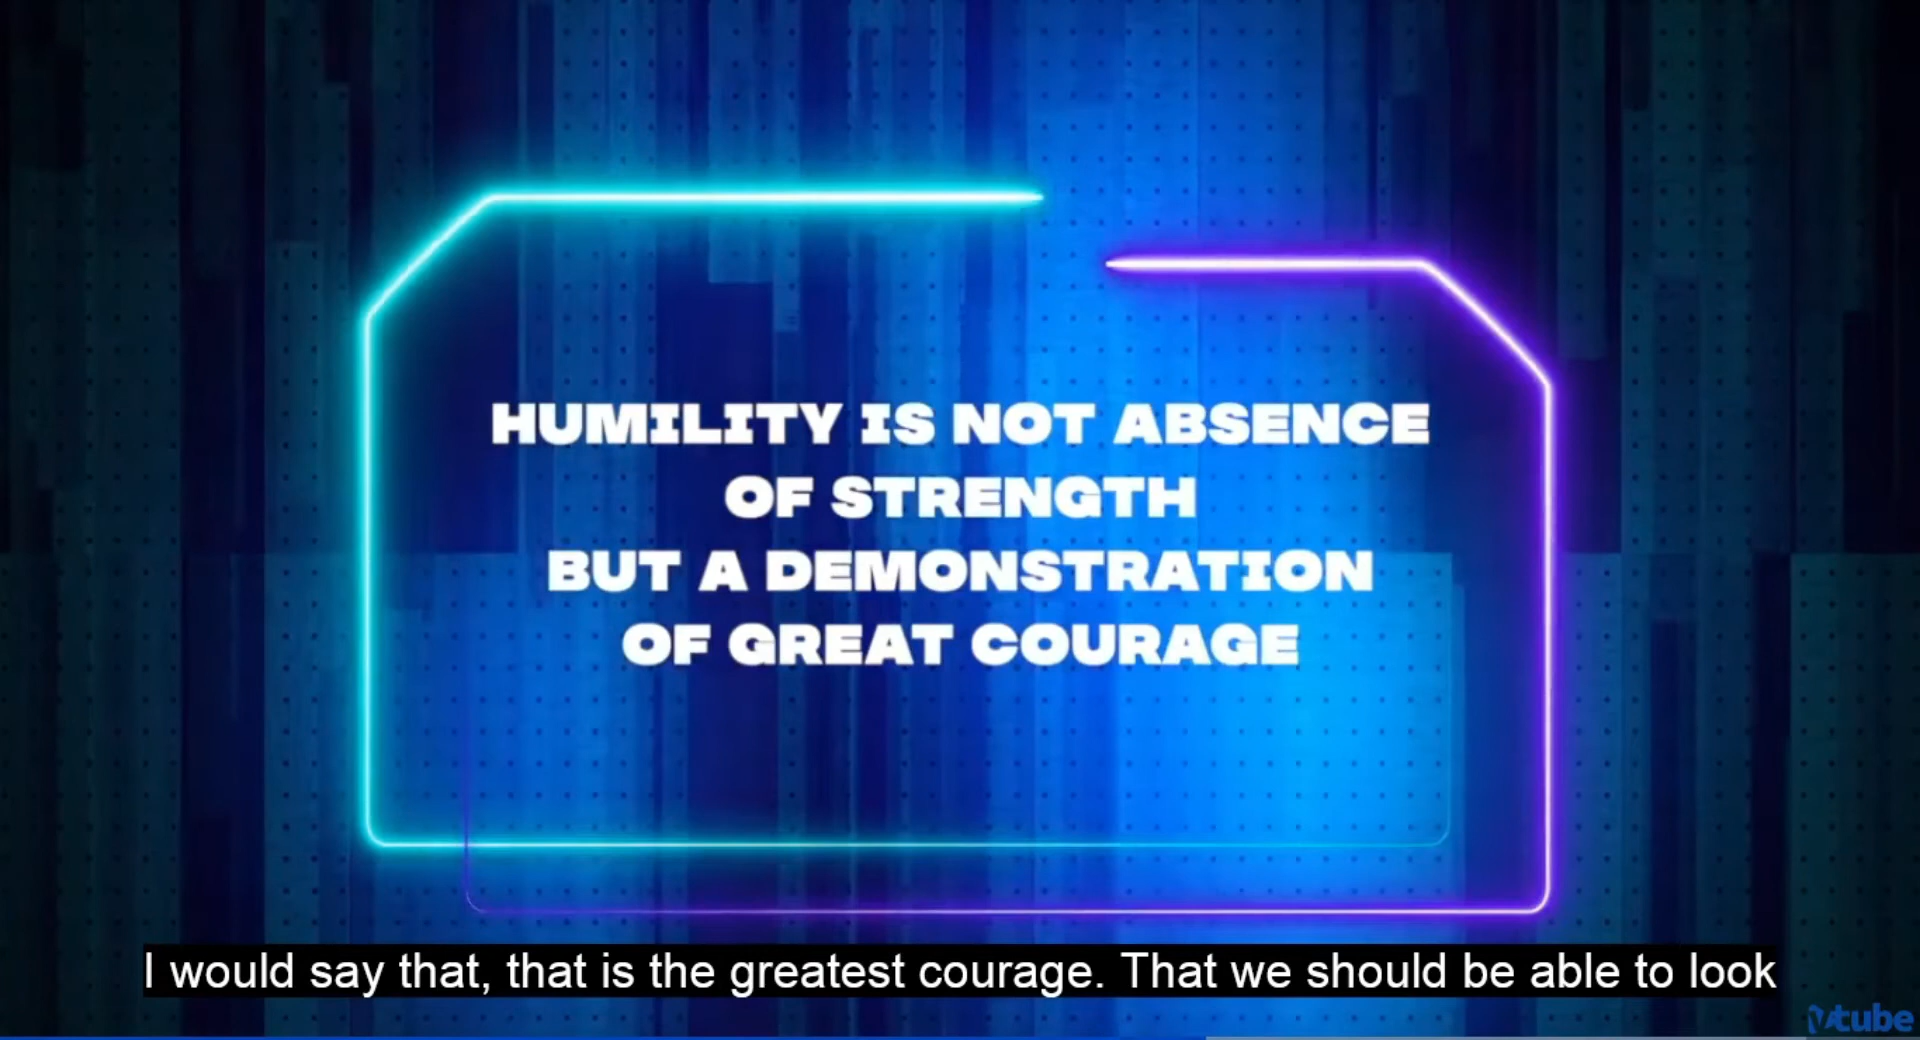 HUMILITY IS NOT ABSENCE
OF STRENGTH
BUT A DEMONSTRATION
OF GREAT COURAGE
I would say that, that is the greatest courage. That we should be able to look
Vtube